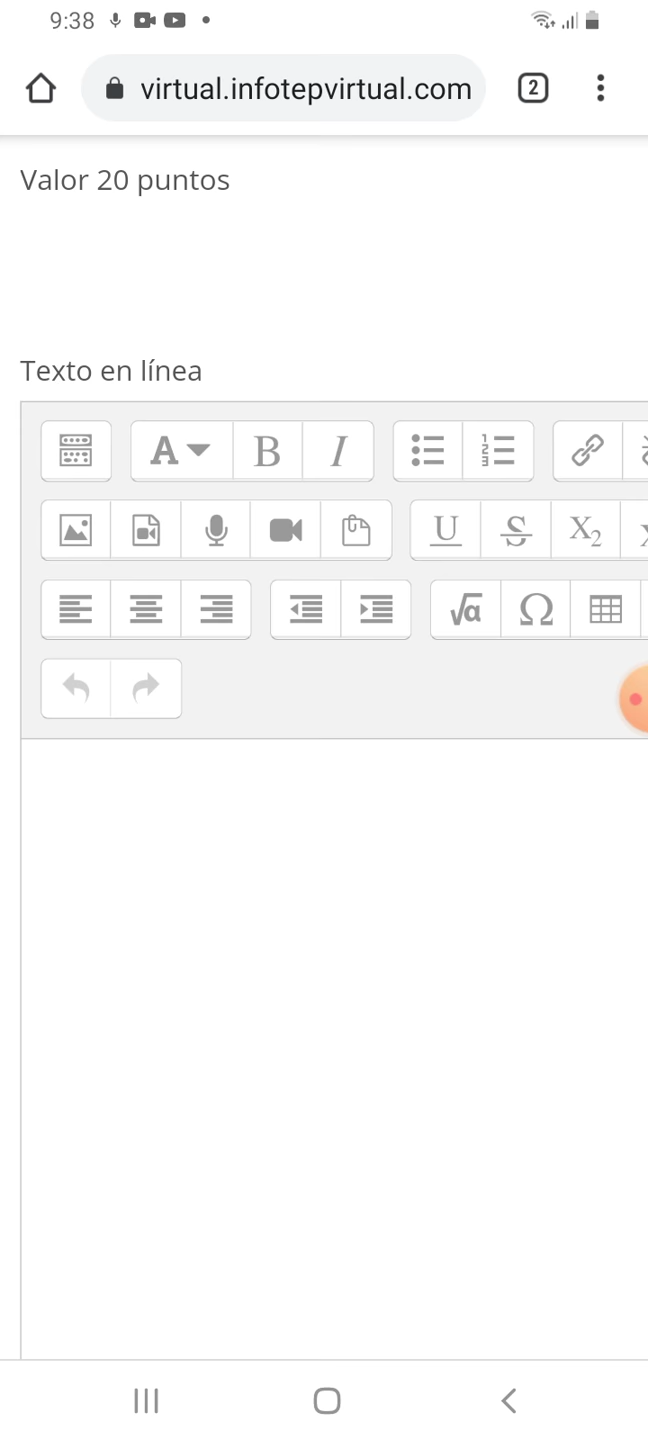 9:38
virtual.infotepvirtual.com
2
Valor 20 puntos
Texto en línea
A B I
U S X₂
√a Ω